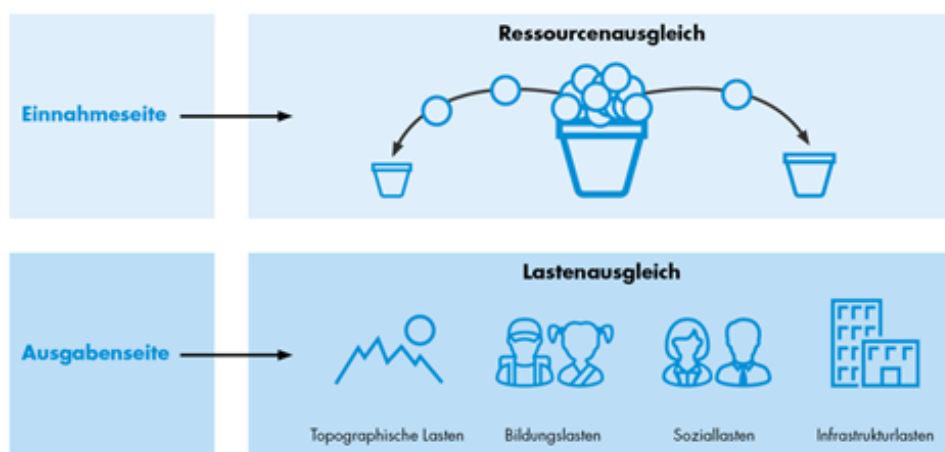 Ressourcenausgleich
Einnahmeseite
Lastenausgleich
Ausgabenseite
Topographische Lasten
Bildungslasten
Soziallasten
Infrastrukturlasten